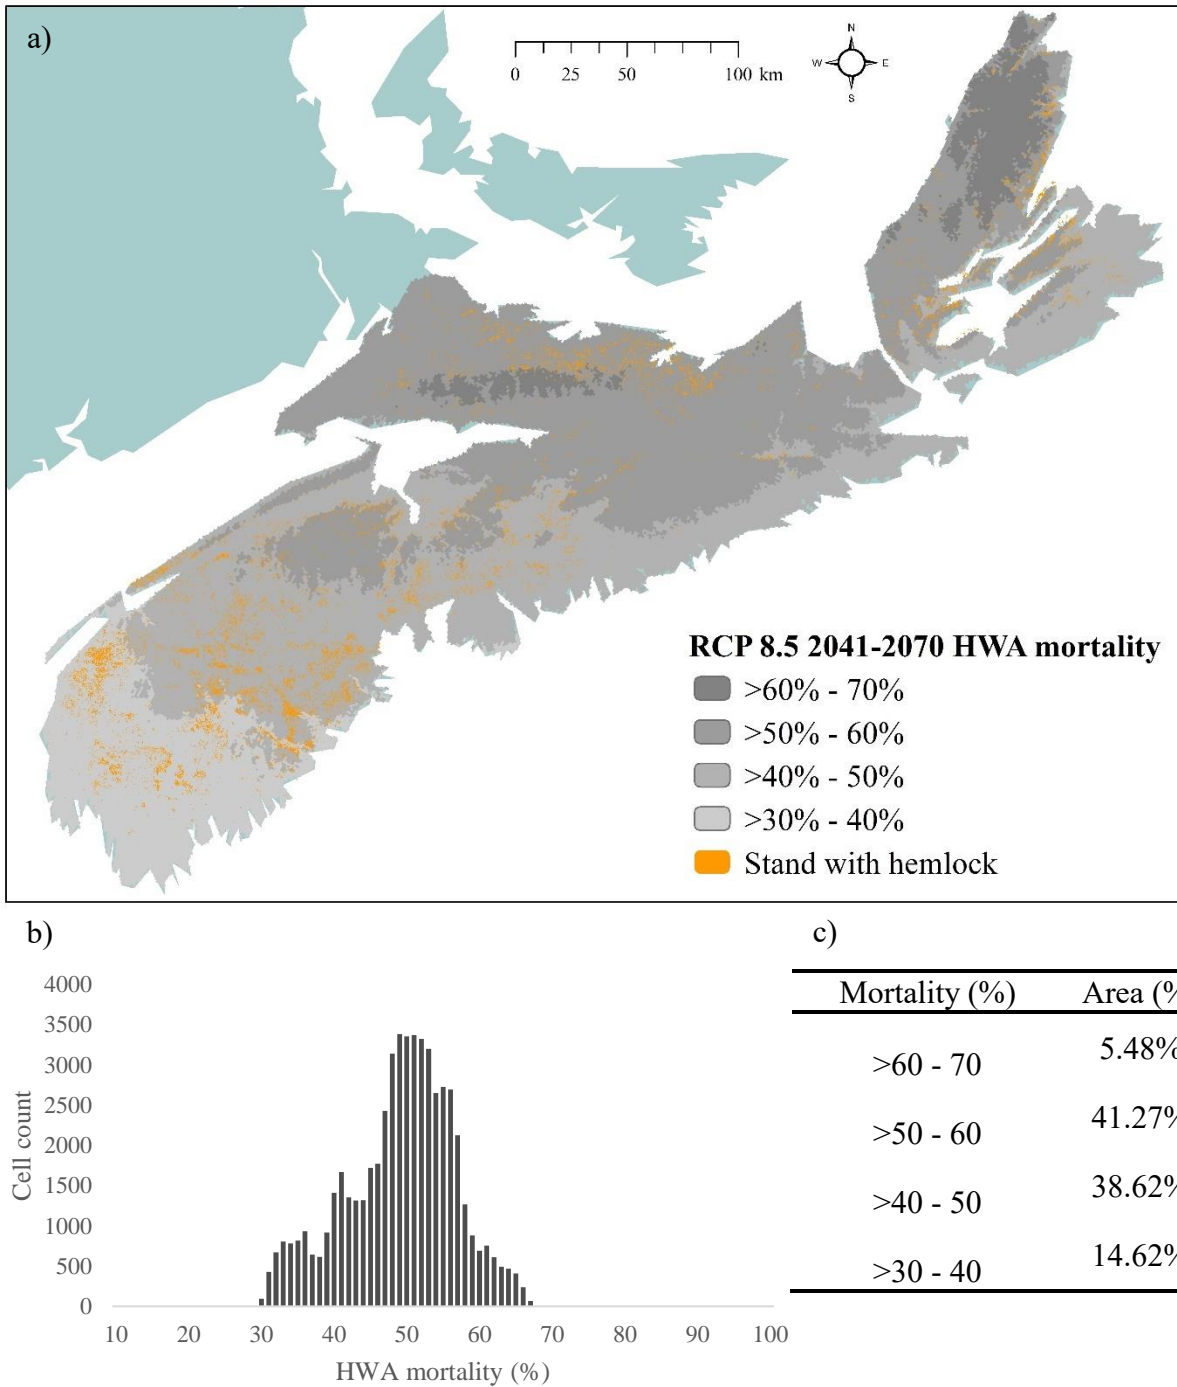 a)
N
W E
S
0 25 50 100 km
RCP 8.5 2041-2070 HWA mortality
>60% - 70%
>50% - 60%
>40% - 50%
>30% - 40%
Stand with hemlock
b)
4000
3500
3000
2500
2000
1500
1000
500
0
Cell count
10 20 30 40 50 60 70 80 90 100
HWA mortality (%)
c)
Mortality (%) Area (%
>60 - 70 5.48%
>50 - 60 41.27%
>40 - 50 38.62%
>30 - 40 14.62%